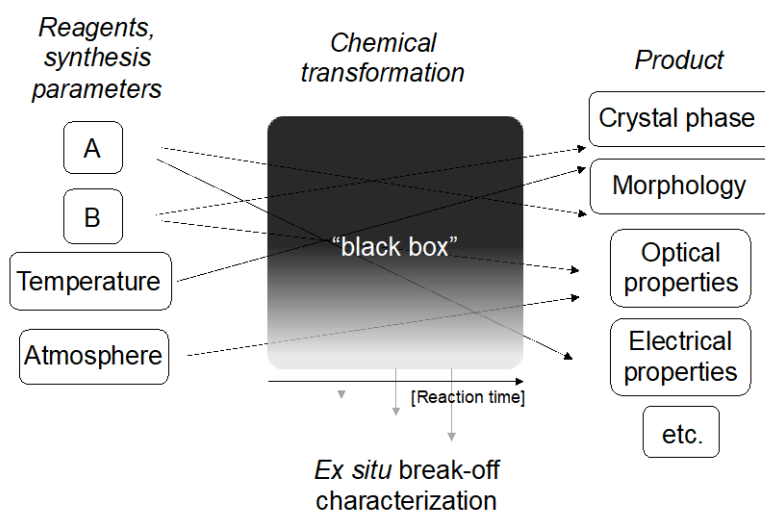 Reagents,
synthesis
parameters
A
B
Temperature
Atmosphere
Chemical
transformation
“black box”
[Reaction time]
Ex situ break-off
characterization
Product
Crystal phase
Morphology
Optical
properties
Electrical
properties
etc.